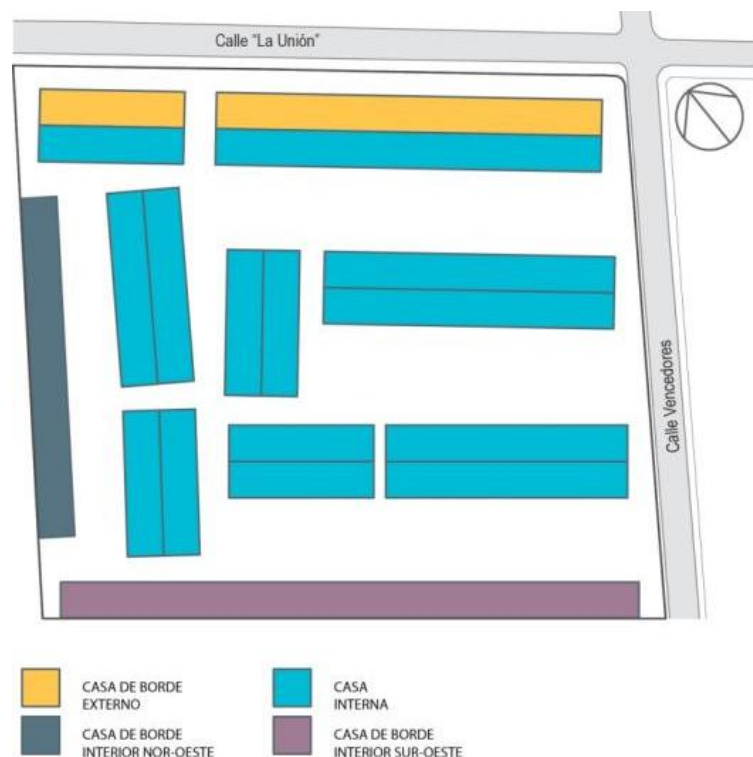 Calle "La Unión"
Calle Vencedores
CASA DE BORDE
EXTERNO
CASA
INTERNA
CASA DE BORDE
INTERIOR NOR-OESTE
CASA DE BORDE
INTERIOR SUR-OESTE